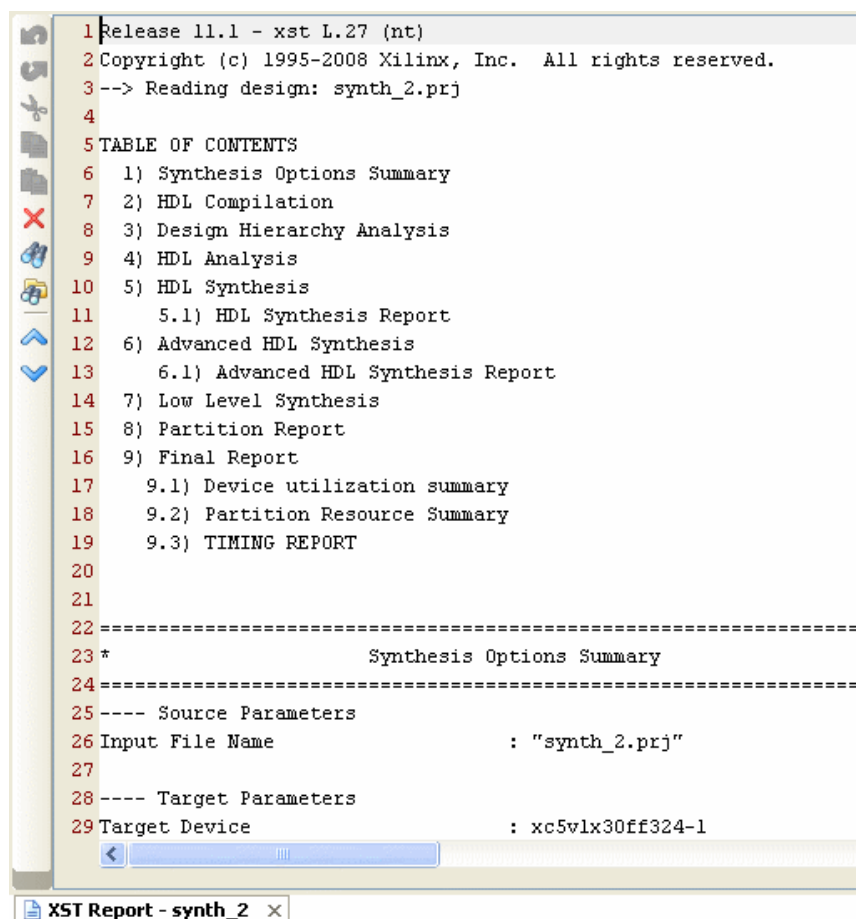 1 Release 11.1 - xst L.27 (nt)
2 Copyright (c) 1995-2008 Xilinx, Inc.  All rights reserved.
3 --> Reading design: synth_2.prj
4
5 TABLE OF CONTENTS
6   1) Synthesis Options Summary
7   2) HDL Compilation
8   3) Design Hierarchy Analysis
9   4) HDL Analysis
10   5) HDL Synthesis
11      5.1) HDL Synthesis Report
12   6) Advanced HDL Synthesis
13      6.1) Advanced HDL Synthesis Report
14   7) Low Level Synthesis
15   8) Partition Report
16   9) Final Report
17     9.1) Device utilization summary
18     9.2) Partition Resource Summary
19     9.3) TIMING REPORT
20
21
22 =================================================================
23 *                      Synthesis Options Summary
24 =================================================================
25 ---- Source Parameters
26 Input File Name                    : "synth_2.prj"
27
28 ---- Target Parameters
29 Target Device                      : xc5vlx30ff324-1
XST Report - synth_2 ×